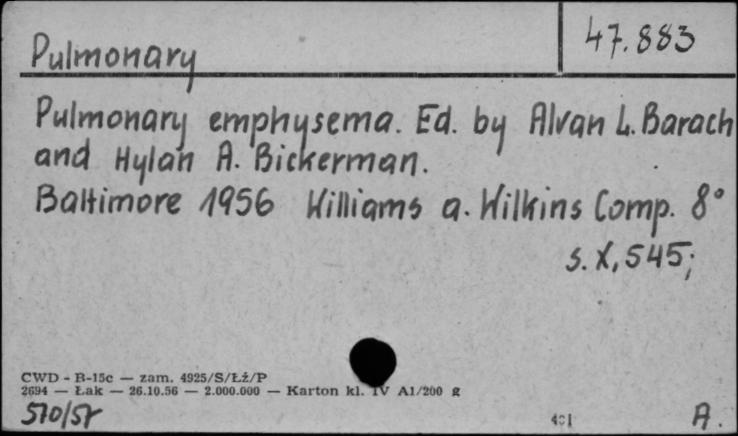 Pulmonary
47.883
Pulmonary emphysema. Ed. by Alvan L. Barach
and Hylan A. Bickerman.
Baltimore 1956 Williams a. Wilkins Comp. 8°
s. X, 545;
CWD - B-15c — zam. 4925/S/Łż/P
2694 — Łak — 26.10.56 — 2.000.000 — Karton kl. IV A1/200 g
510/57
A.